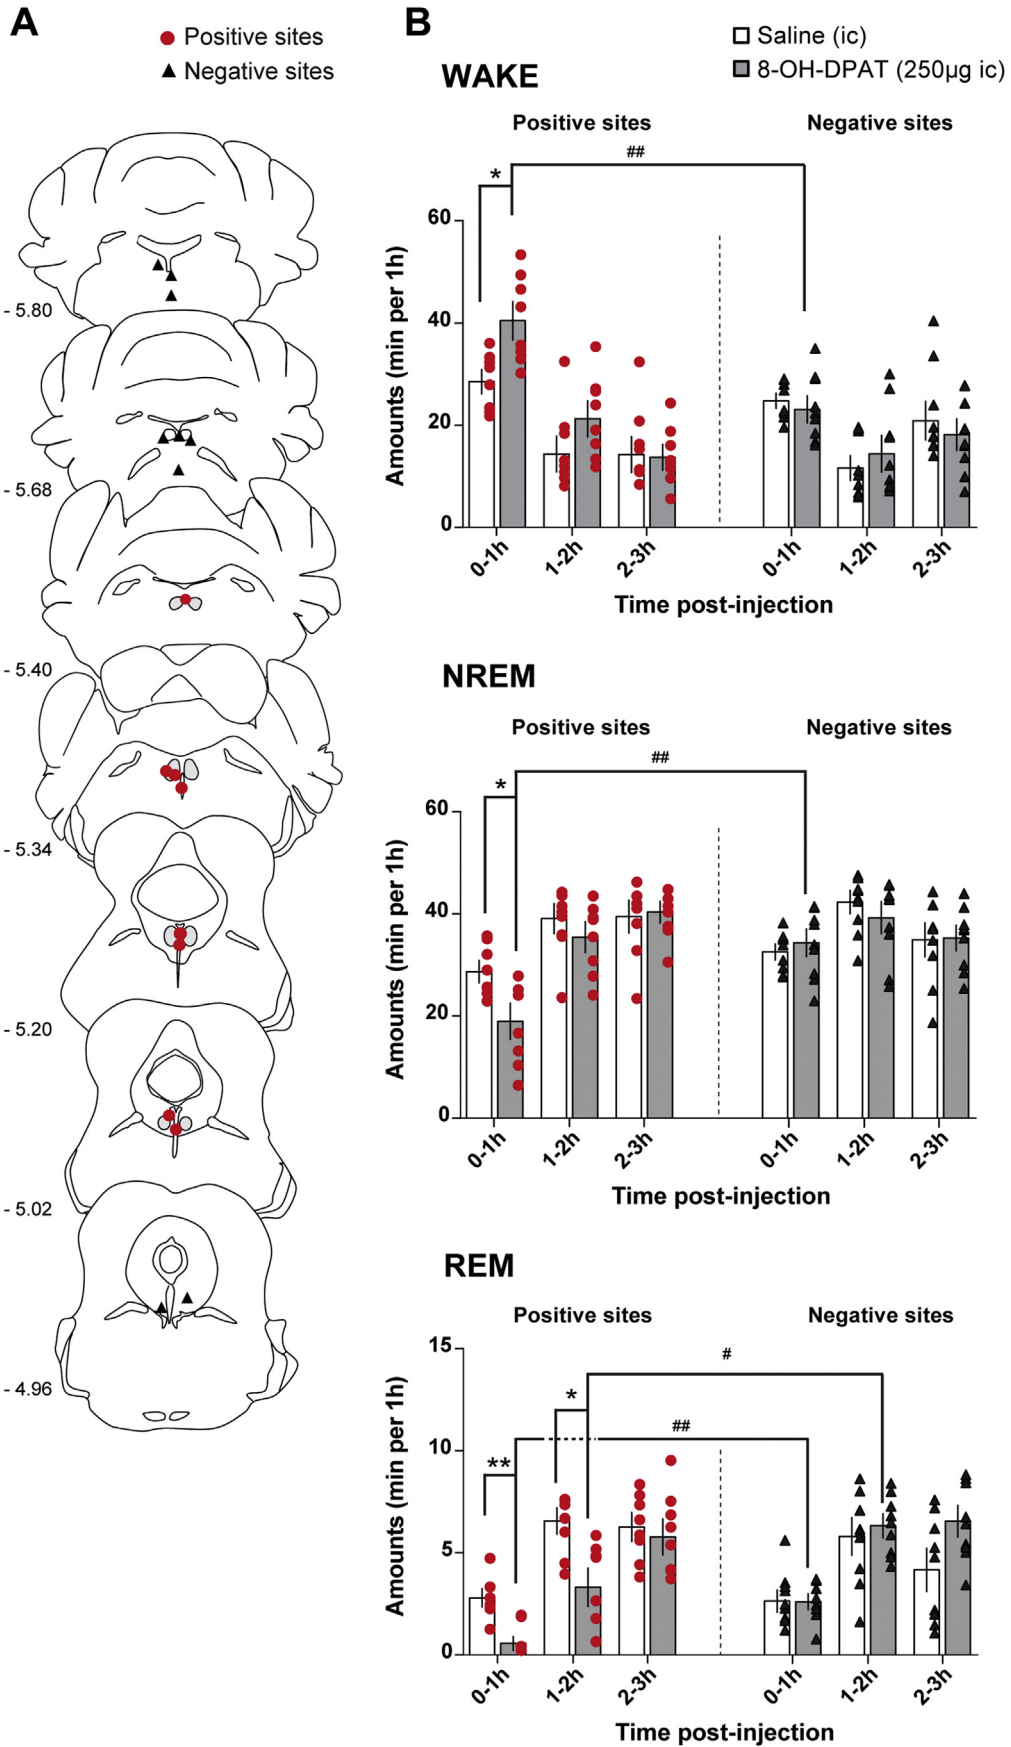 A
Positive sites
Negative sites
- 5.80
- 5.68
- 5.40
- 5.34
- 5.20
- 5.02
- 4.96
B
Saline (ic)
8-OH-DPAT (250µg ic)
WAKE
Positive sites
Negative sites
##
*
60
40
20
0
Amounts (min per 1h)
0-1h
1-2h
2-3h
0-1h
1-2h
2-3h
Time post-injection
NREM
Positive sites
Negative sites
##
*
60
40
20
0
Amounts (min per 1h)
0-1h
1-2h
2-3h
0-1h
1-2h
2-3h
Time post-injection
REM
Positive sites
Negative sites
#
*
##
**
15
10
5
0
Amounts (min per 1h)
0-1h
1-2h
2-3h
0-1h
1-2h
2-3h
Time post-injection